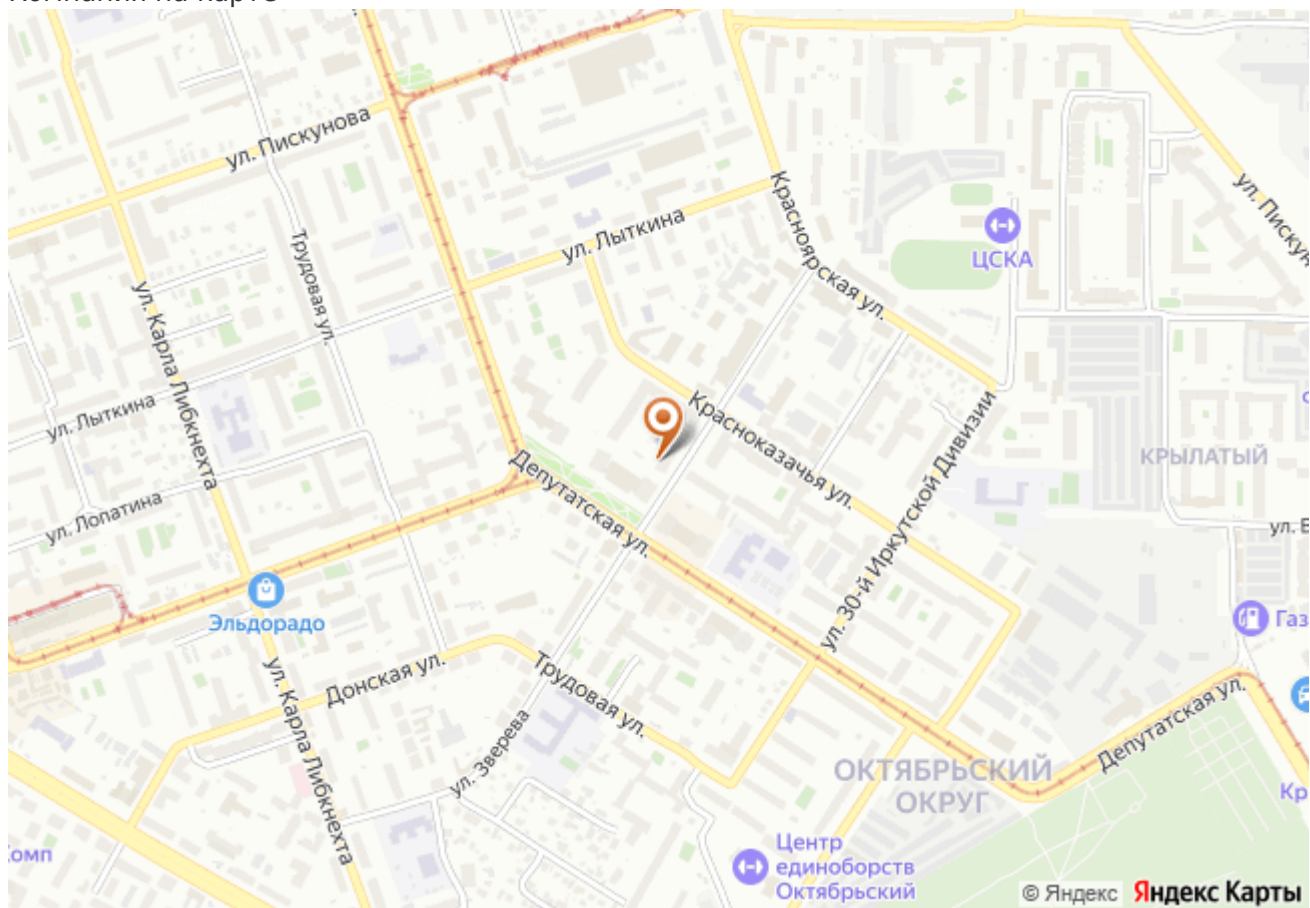 ул. Пискунова
ул. Лыткина
Красноярская ул.
ЦСКА
Трудовая ул.
ул. Карла Либкнехта
ул. Лыткина
Красноказачья ул.
ул. 30-й Иркутской Дивизии
КРЫЛАТЫЙ
ул. Лопатина
Депутатская ул.
Эльдорадо
Донская ул.
Трудовая ул.
ул. Карла Либкнехта
ул. Зверева
Депутатская ул.
ОКТЯБРЬСКИЙ
ОКРУГ
Центр
единоборств
Октябрьский
© Яндекс Яндекс Карты